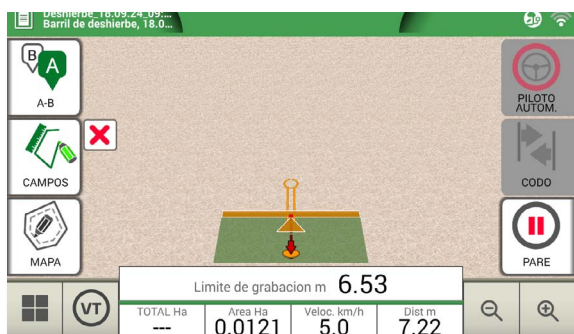 Deshierbe_18.09.24_09:...
Barril de deshierbe, 18.0...
B
A
A-B
CAMPOS
MAPA
PILOTO
AUTOM.
CODO
PARE
VT
Limite de grabacion m 6.53
TOTAL Ha
---
Area Ha
0.0121
Veloc. km/h
5.0
Dist m
7.22